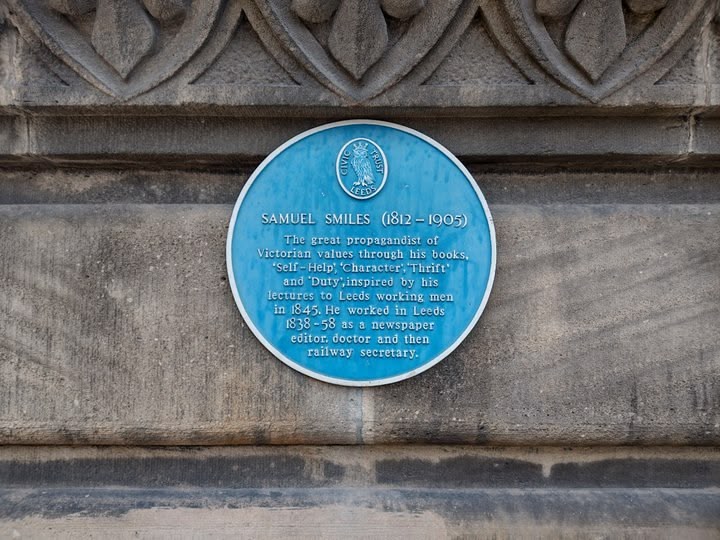 CIVIC TRUST
LEEDS
SAMUEL SMILES (1812 – 1905)
The great propagandist of
Victorian values through his books,
‘Self-Help’, ‘Character’, ‘Thrift’
and ‘Duty’, inspired by his
lectures to Leeds working men
in 1845. He worked in Leeds
1838-58 as a newspaper
editor, doctor and then
railway secretary.